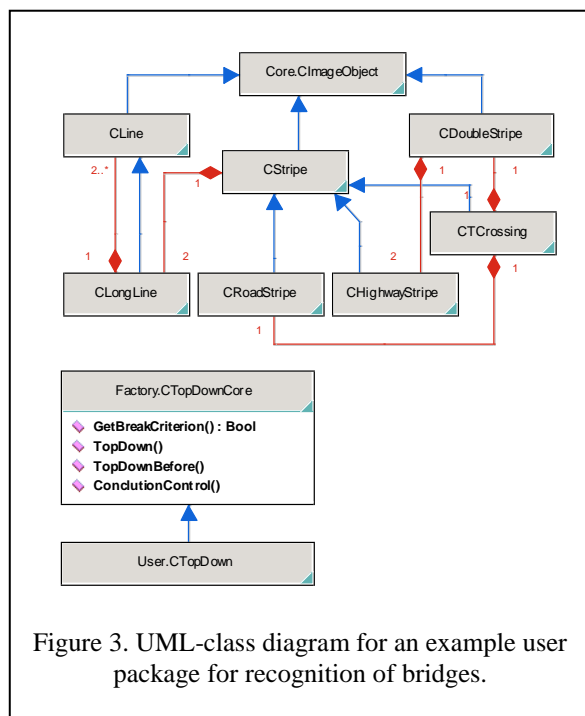 Core.CImageObject
CLine
CDoubleStripe
2..*
1
CStripe
1
1
1
CTCrossing
1
2
2
1
CLongLine
CRoadStripe
CHighwayStripe
1
Factory.CTopDownCore
GetBreakCriterion() : Bool
TopDown()
TopDownBefore()
ConclutionControl()
User.CTopDown
Figure 3. UML-class diagram for an example user
package for recognition of bridges.